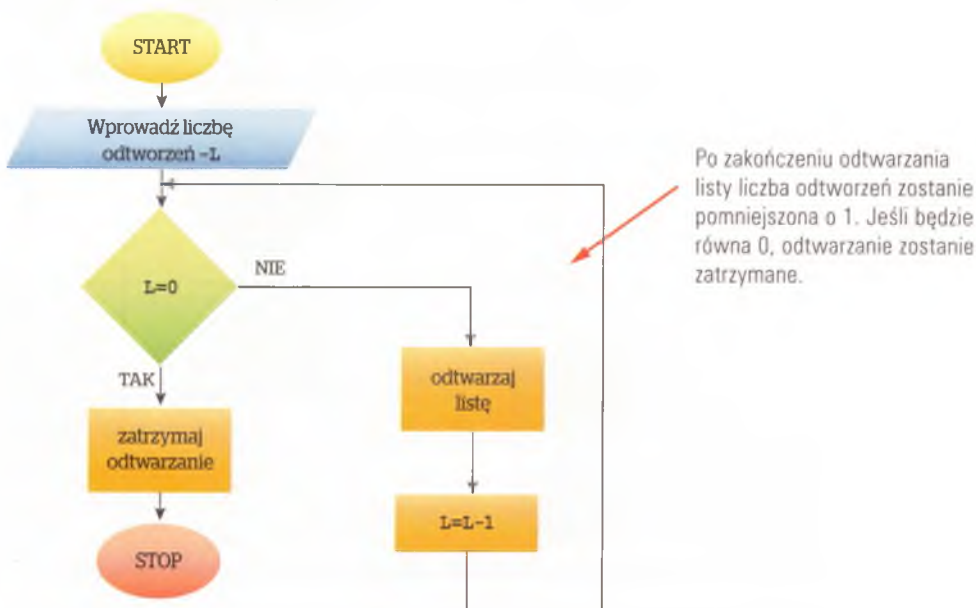 START
Wprowadź liczbę
odtworzeń -L
Po zakończeniu odtwarzania
listy liczba odtworzeń zostanie
pomniejszona o 1. Jeśli będzie
równa 0, odtwarzanie zostanie
zatrzymane.
NIE
L=0
TAK
odtwarzaj
listę
zatrzymaj
odtwarzanie
L=L-1
STOP